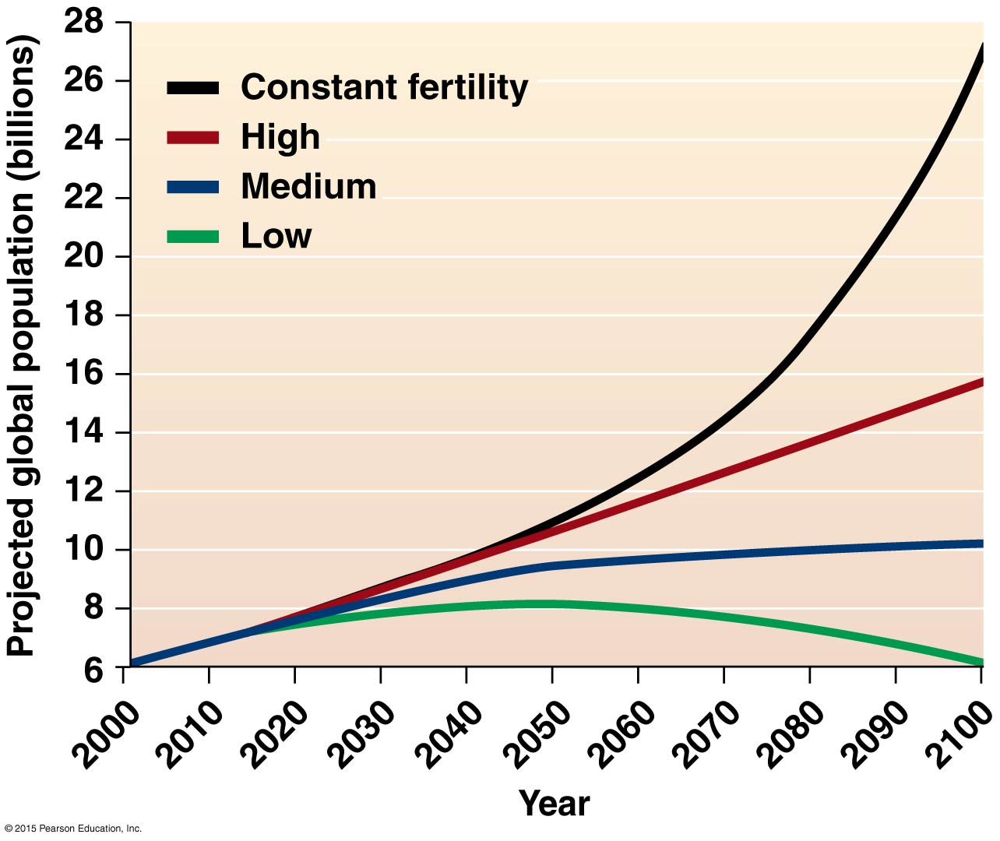 Projected global population (billions)
28
26
24
22
20
18
16
14
12
10
8
6
Constant fertility
High
Medium
Low
2000 2010 2020 2030 2040 2050 2060 2070 2080 2090 2100
Year
© 2015 Pearson Education, Inc.